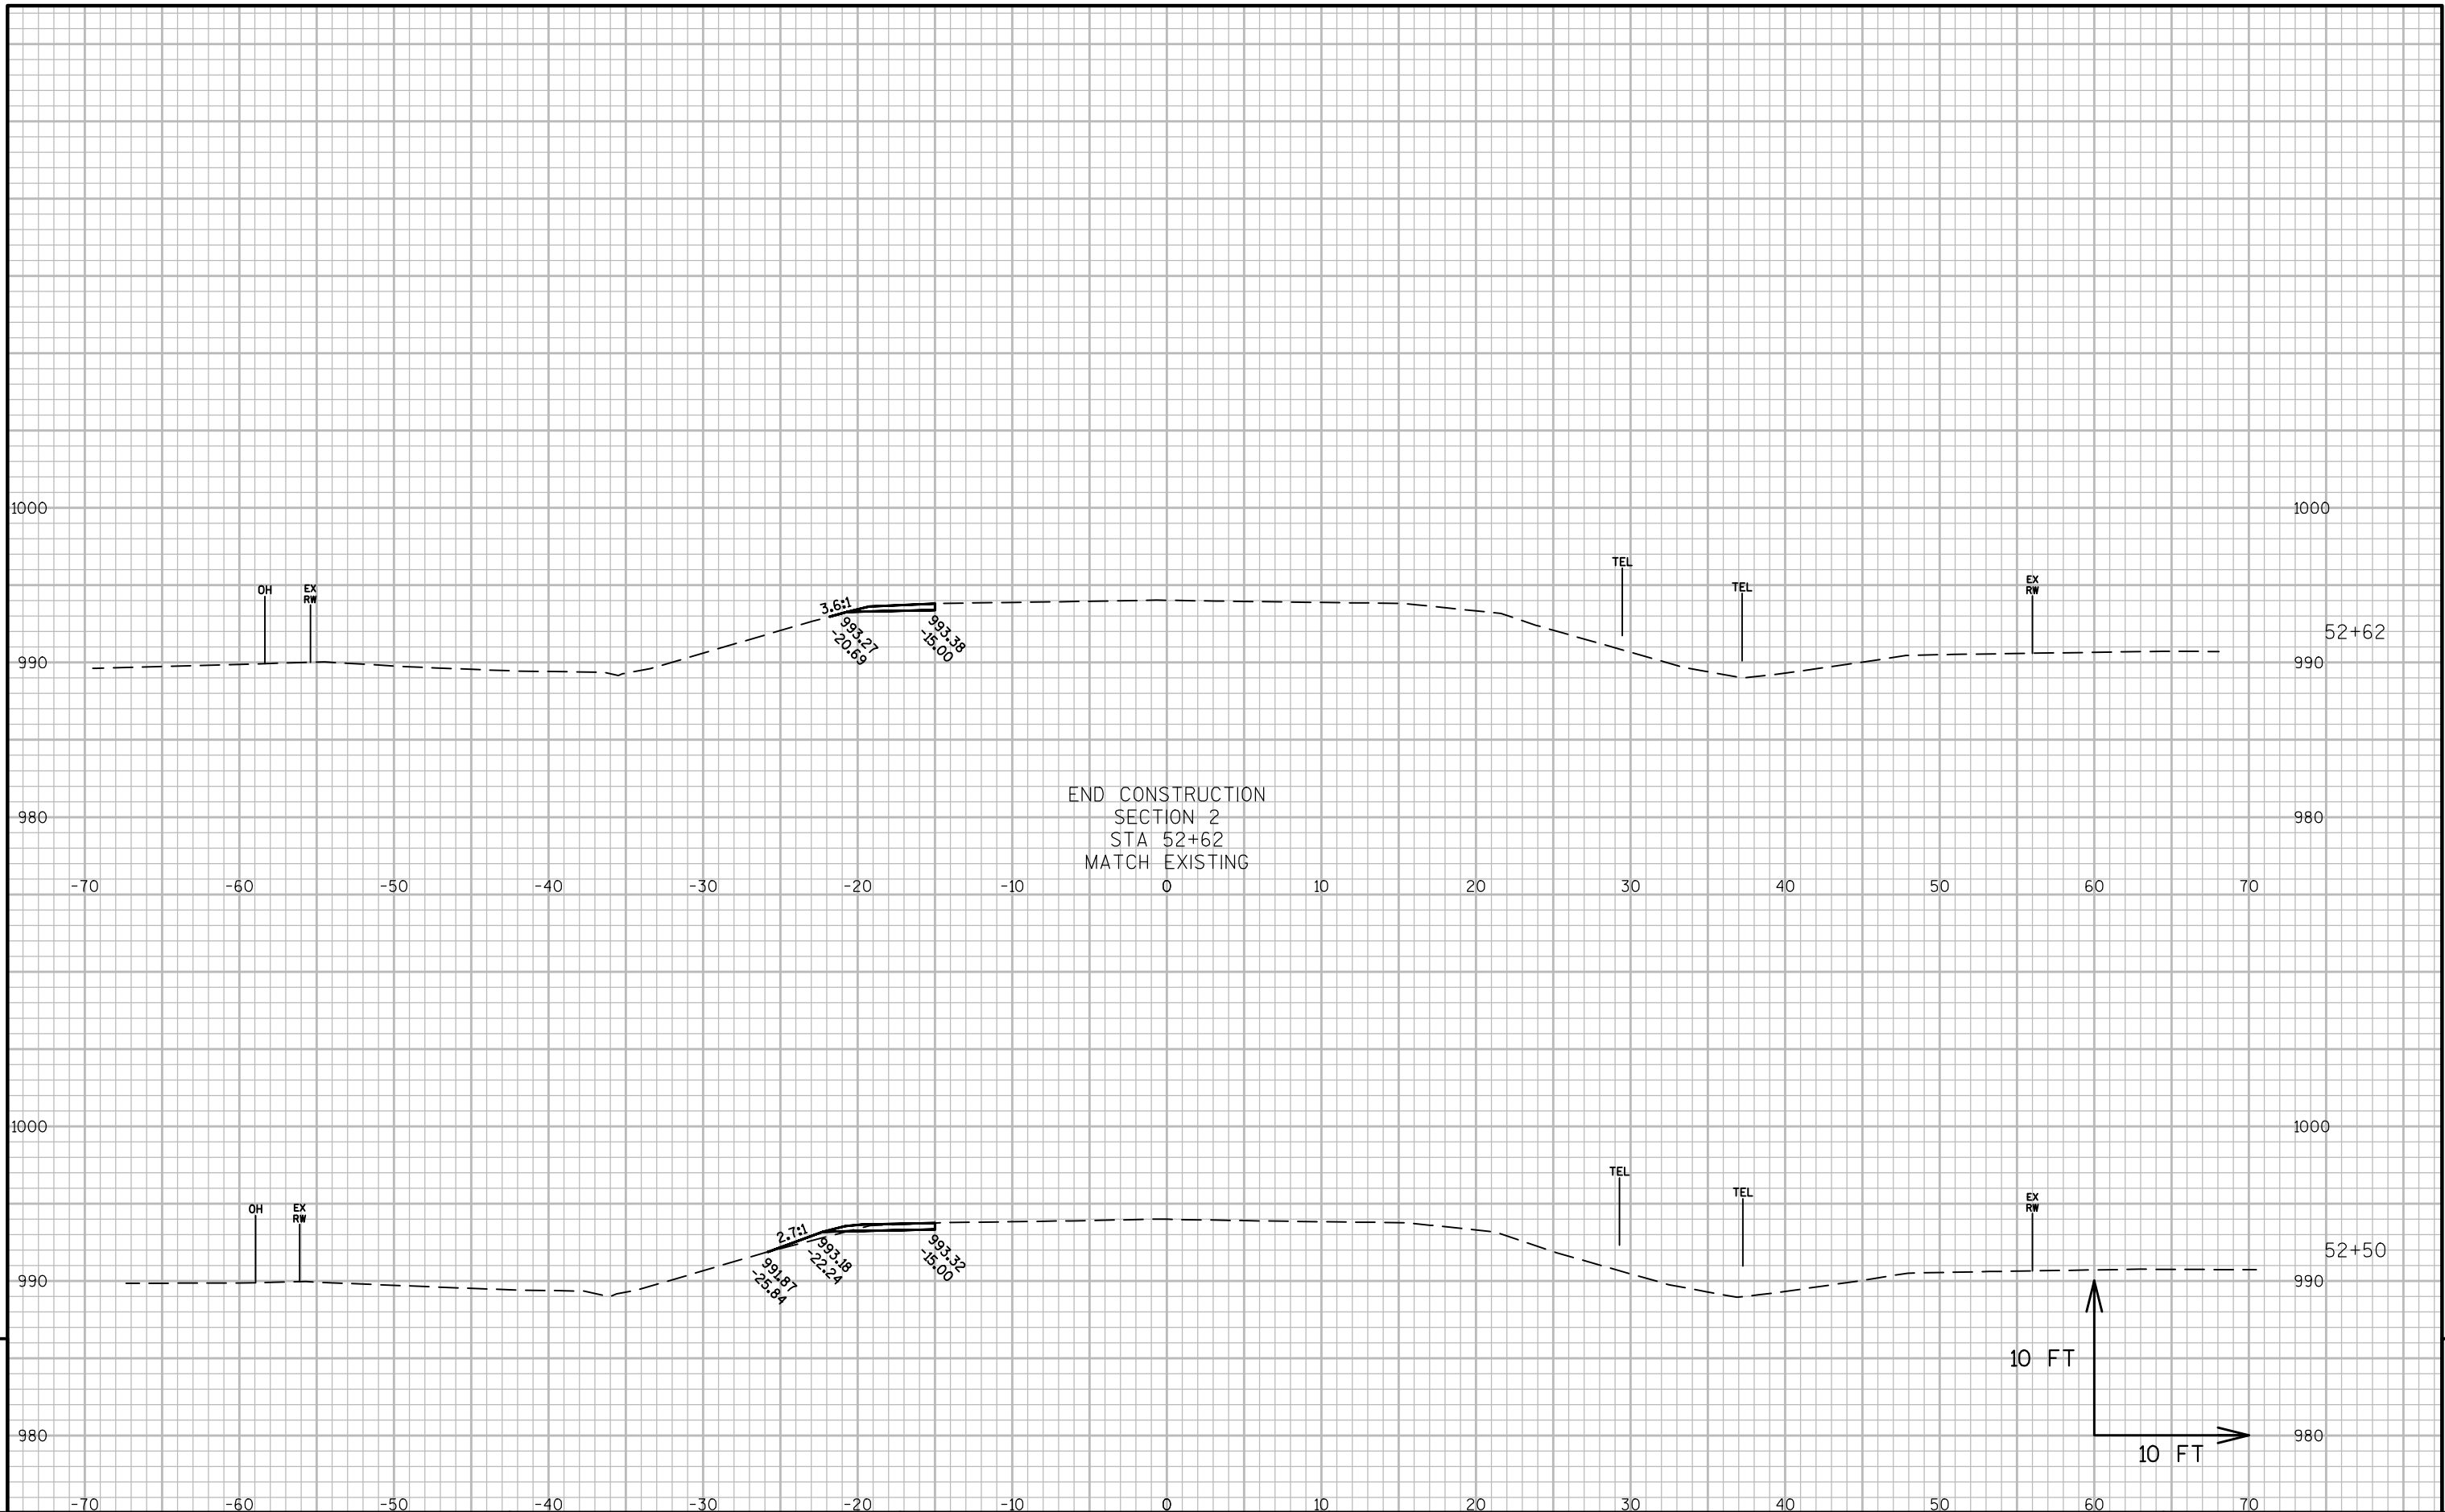 1000
1000
TEL
OH
EX
RW
TEL
EX
RW
3.6:1
993.27
-20.69
993.38
-15.00
52+62
990
990
END CONSTRUCTION
SECTION 2
STA 52+62
MATCH EXISTING
980
980
-70 -60 -50 -40 -30 -20 -10 0 10 20 30 40 50 60 70
1000
1000
TEL
TEL
OH
EX
RW
EX
RW
2.7:1
991.87
-25.84
993.18
-22.24
993.32
-15.00
52+50
990
990
10 FT
980
980
10 FT
-70 -60 -50 -40 -30 -20 -10 0 10 20 30 40 50 60 70